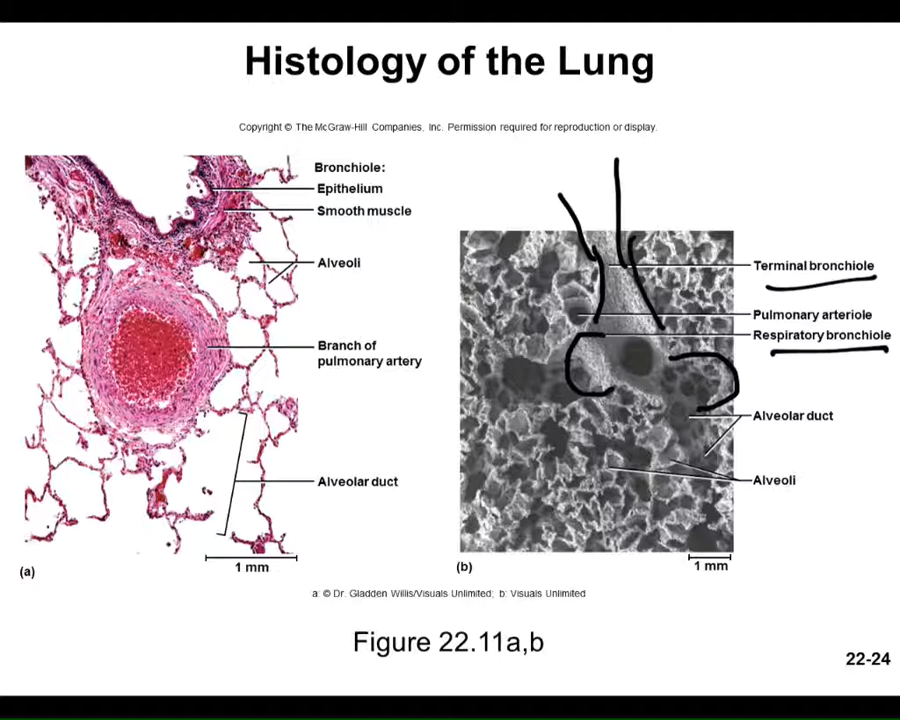 Histology of the Lung
Copyright © The McGraw-Hill Companies, Inc. Permission required for reproduction or display.
Bronchiole:
Epithelium
Smooth muscle
Alveoli
Branch of
pulmonary artery
Alveolar duct
1 mm
(a)
Terminal bronchiole
Pulmonary arteriole
Respiratory bronchiole
Alveolar duct
Alveoli
1 mm
(b)
a: © Dr. Gladden Willis/Visuals Unlimited; b: Visuals Unlimited
Figure 22.11a,b
22-24